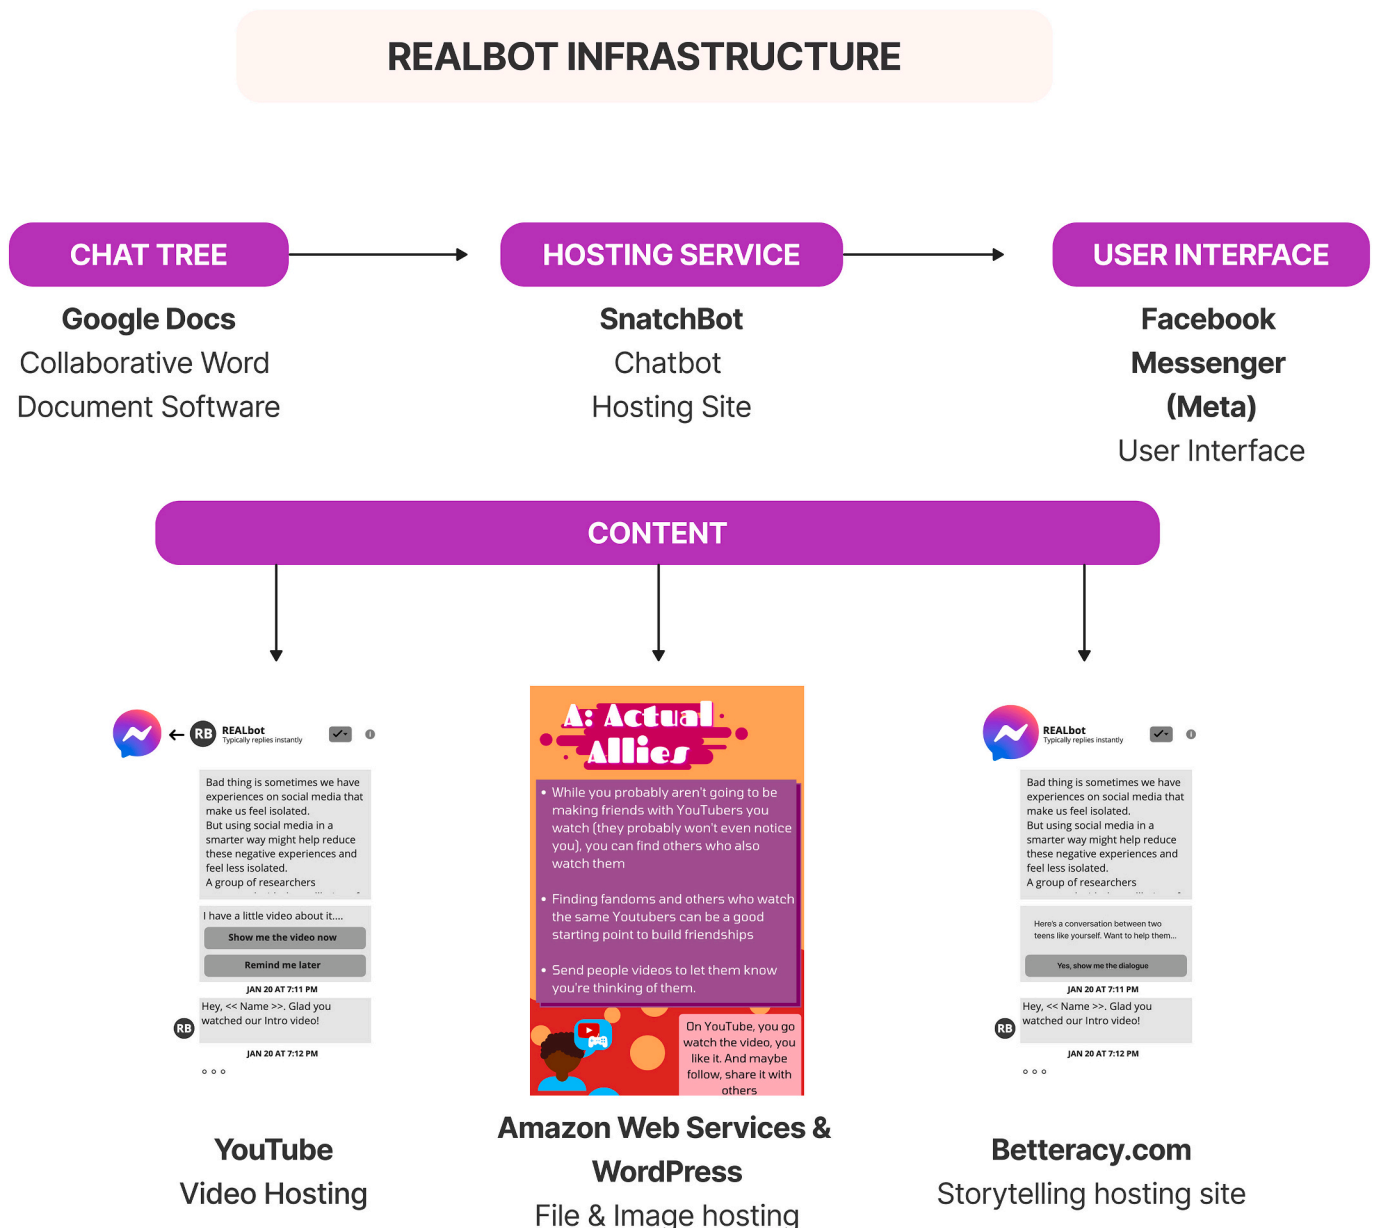 REALBOT INFRASTRUCTURE
CHAT TREE
HOSTING SERVICE
USER INTERFACE
Google Docs
Collaborative Word
Document Software
SnatchBot
Chatbot
Hosting Site
Facebook
Messenger
(Meta)
User Interface
CONTENT
RB
REALbot
Typically replies instantly
Bad thing is sometimes we have
experiences on social media that
make us feel isolated.
But using social media in a
smarter way might help reduce
these negative experiences and
feel less isolated.
A group of researchers
I have a little video about it....
Show me the video now
Remind me later
JAN 20 AT 7:11 PM
Hey, << Name >>. Glad you
watched our Intro video!
RB
JAN 20 AT 7:12 PM
YouTube
Video Hosting
A: Actual
Allies
• While you probably aren't going to be
making friends with YouTubers you
watch (they probably won't even notice
you), you can find others who also
watch them
• Finding fandoms and others who watch
the same Youtubers can be a good
starting point to build friendships
• Send people videos to let them know
you're thinking of them.
On YouTube, you go
watch the video, you
like it. And maybe
follow, share it with
others
Amazon Web Services &
WordPress
File & Image hosting
REALbot
Typically replies instantly
Bad thing is sometimes we have
experiences on social media that
make us feel isolated.
But using social media in a
smarter way might help reduce
these negative experiences and
feel less isolated.
A group of researchers
Here's a conversation between two
teens like yourself. Want to help them...
Yes, show me the dialogue
JAN 20 AT 7:11 PM
Hey, << Name >>. Glad you
watched our Intro video!
RB
JAN 20 AT 7:12 PM
Betteracy.com
Storytelling hosting site